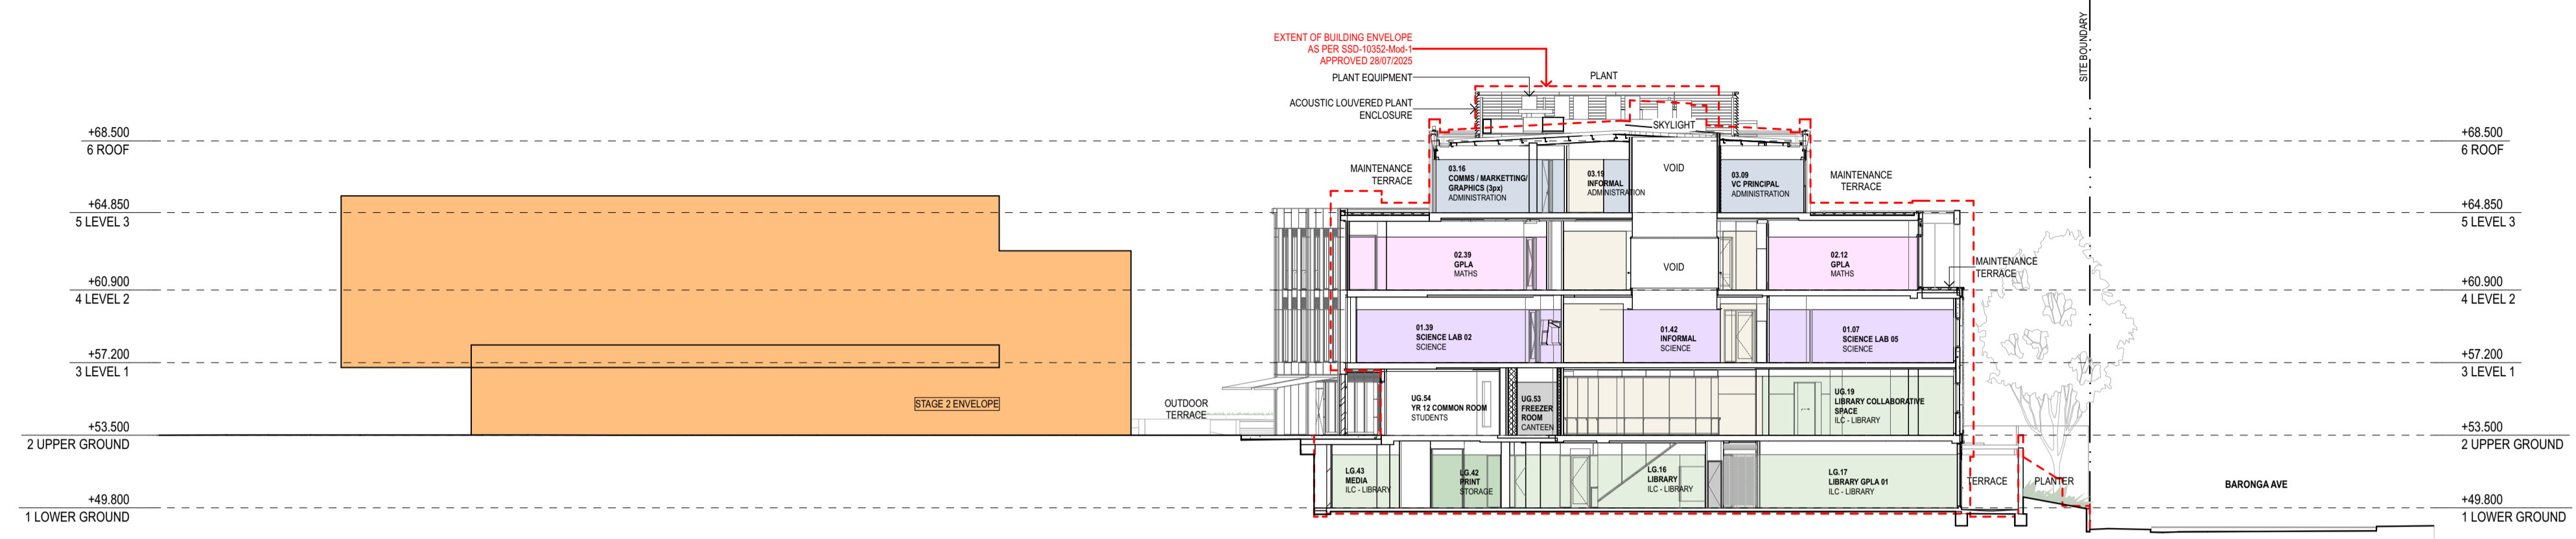 SITE BOUNDARY
EXTENT OF BUILDING ENVELOPE
AS PER SSD-10352-Mod-1
APPROVED 28/07/2025
PLANT EQUIPMENT
PLANT
ACOUSTIC LOUVERED PLANT
ENCLOSURE
SKYLIGHT
+68.500
6 ROOF
+68.500
6 ROOF
MAINTENANCE
TERRACE
03.16
COMMS / MARKETTING/
GRAPHICS (3px)
ADMINISTRATION
03.19
INFORMAL
ADMINISTRATION
VOID
03.09
VC PRINCIPAL
ADMINISTRATION
MAINTENANCE
TERRACE
+64.850
5 LEVEL 3
+64.850
5 LEVEL 3
02.39
GPLA
MATHS
VOID
02.12
GPLA
MATHS
MAINTENANCE
TERRACE
+60.900
4 LEVEL 2
+60.900
4 LEVEL 2
01.39
SCIENCE LAB 02
SCIENCE
01.42
INFORMAL
SCIENCE
01.07
SCIENCE LAB 05
SCIENCE
+57.200
3 LEVEL 1
+57.200
3 LEVEL 1
STAGE 2 ENVELOPE
OUTDOOR
TERRACE
UG.54
YR 12 COMMON ROOM
STUDENTS
UG.53
FREEZER
ROOM
CANTEEN
UG.19
LIBRARY COLLABORATIVE
SPACE
ILC - LIBRARY
+53.500
2 UPPER GROUND
+53.500
2 UPPER GROUND
LG.43
MEDIA
ILC - LIBRARY
LG.42
PRINT
STORAGE
LG.16
LIBRARY
ILC - LIBRARY
LG.17
LIBRARY GPLA 01
ILC - LIBRARY
TERRACE
PLANTER
BARONGA AVE
+49.800
1 LOWER GROUND
+49.800
1 LOWER GROUND